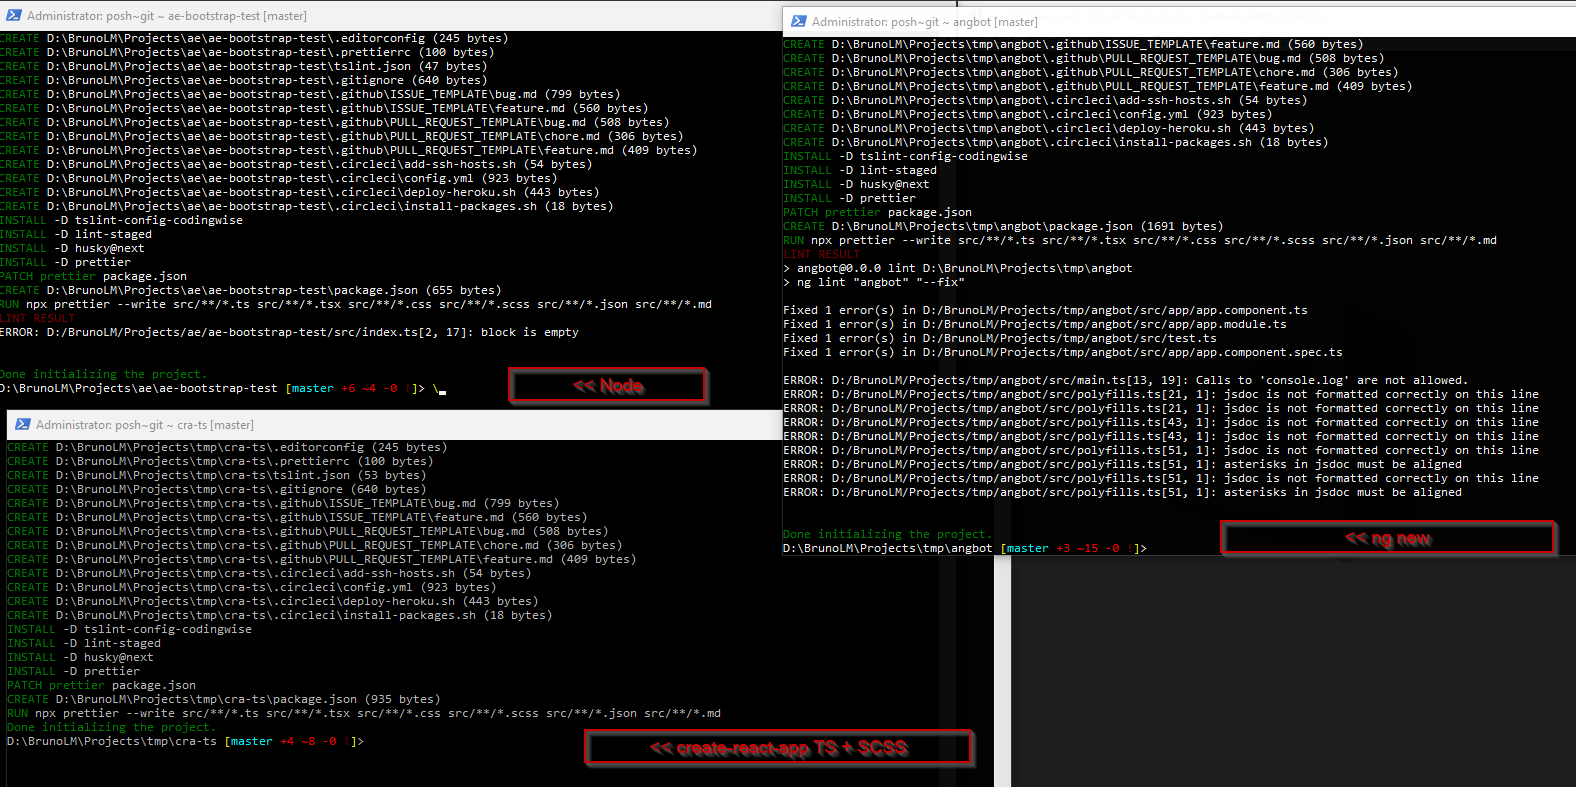 Administrator: posh~git ~ ae-bootstrap-test [master]
CREATE D:\BrunoLM\Projects\ae\ae-bootstrap-test\.editorconfig (245 bytes)
CREATE D:\BrunoLM\Projects\ae\ae-bootstrap-test\.prettierrc (100 bytes)
CREATE D:\BrunoLM\Projects\ae\ae-bootstrap-test\tslint.json (47 bytes)
CREATE D:\BrunoLM\Projects\ae\ae-bootstrap-test\.gitignore (640 bytes)
CREATE D:\BrunoLM\Projects\ae\ae-bootstrap-test\.github\ISSUE_TEMPLATE\bug.md (799 bytes)
CREATE D:\BrunoLM\Projects\ae\ae-bootstrap-test\.github\ISSUE_TEMPLATE\feature.md (560 bytes)
CREATE D:\BrunoLM\Projects\ae\ae-bootstrap-test\.github\PULL_REQUEST_TEMPLATE\bug.md (508 bytes)
CREATE D:\BrunoLM\Projects\ae\ae-bootstrap-test\.github\PULL_REQUEST_TEMPLATE\chore.md (306 bytes)
CREATE D:\BrunoLM\Projects\ae\ae-bootstrap-test\.github\PULL_REQUEST_TEMPLATE\feature.md (409 bytes)
CREATE D:\BrunoLM\Projects\ae\ae-bootstrap-test\.circleci\add-ssh-hosts.sh (54 bytes)
CREATE D:\BrunoLM\Projects\ae\ae-bootstrap-test\.circleci\config.yml (923 bytes)
CREATE D:\BrunoLM\Projects\ae\ae-bootstrap-test\.circleci\deploy-heroku.sh (443 bytes)
CREATE D:\BrunoLM\Projects\ae\ae-bootstrap-test\.circleci\install-packages.sh (18 bytes)
INSTALL -D tslint-config-codingwise
INSTALL -D lint-staged
INSTALL -D husky@next
INSTALL -D prettier
PATCH prettier package.json
CREATE D:\BrunoLM\Projects\ae\ae-bootstrap-test\package.json (655 bytes)
RUN npx prettier --write src/**/*.ts src/**/*.tsx src/**/*.css src/**/*.scss src/**/*.json src/**/*.md
LINT RESULT
ERROR: D:/BrunoLM/Projects/ae/ae-bootstrap-test/src/index.ts[2, 17]: block is empty
Done initializing the project.
D:\BrunoLM\Projects\ae\ae-bootstrap-test [master +6 ~4 -0 !]> \
<< Node
Administrator: posh~git ~ cra-ts [master]
CREATE D:\BrunoLM\Projects\tmp\cra-ts\.editorconfig (245 bytes)
CREATE D:\BrunoLM\Projects\tmp\cra-ts\.prettierrc (100 bytes)
CREATE D:\BrunoLM\Projects\tmp\cra-ts\tslint.json (53 bytes)
CREATE D:\BrunoLM\Projects\tmp\cra-ts\.gitignore (640 bytes)
CREATE D:\BrunoLM\Projects\tmp\cra-ts\.github\ISSUE_TEMPLATE\bug.md (799 bytes)
CREATE D:\BrunoLM\Projects\tmp\cra-ts\.github\ISSUE_TEMPLATE\feature.md (560 bytes)
CREATE D:\BrunoLM\Projects\tmp\cra-ts\.github\PULL_REQUEST_TEMPLATE\bug.md (508 bytes)
CREATE D:\BrunoLM\Projects\tmp\cra-ts\.github\PULL_REQUEST_TEMPLATE\chore.md (306 bytes)
CREATE D:\BrunoLM\Projects\tmp\cra-ts\.github\PULL_REQUEST_TEMPLATE\feature.md (409 bytes)
CREATE D:\BrunoLM\Projects\tmp\cra-ts\.circleci\add-ssh-hosts.sh (54 bytes)
CREATE D:\BrunoLM\Projects\tmp\cra-ts\.circleci\config.yml (923 bytes)
CREATE D:\BrunoLM\Projects\tmp\cra-ts\.circleci\deploy-heroku.sh (443 bytes)
CREATE D:\BrunoLM\Projects\tmp\cra-ts\.circleci\install-packages.sh (18 bytes)
INSTALL -D tslint-config-codingwise
INSTALL -D lint-staged
INSTALL -D husky@next
INSTALL -D prettier
PATCH prettier package.json
CREATE D:\BrunoLM\Projects\tmp\cra-ts\package.json (935 bytes)
RUN npx prettier --write src/**/*.ts src/**/*.tsx src/**/*.css src/**/*.scss src/**/*.json src/**/*.md
Done initializing the project.
D:\BrunoLM\Projects\tmp\cra-ts [master +4 ~8 -0 !]>
<< create-react-app TS + SCSS
Administrator: posh~git ~ angbot [master]
CREATE D:\BrunoLM\Projects\tmp\angbot\.github\ISSUE_TEMPLATE\feature.md (560 bytes)
CREATE D:\BrunoLM\Projects\tmp\angbot\.github\PULL_REQUEST_TEMPLATE\bug.md (508 bytes)
CREATE D:\BrunoLM\Projects\tmp\angbot\.github\PULL_REQUEST_TEMPLATE\chore.md (306 bytes)
CREATE D:\BrunoLM\Projects\tmp\angbot\.github\PULL_REQUEST_TEMPLATE\feature.md (409 bytes)
CREATE D:\BrunoLM\Projects\tmp\angbot\.circleci\add-ssh-hosts.sh (54 bytes)
CREATE D:\BrunoLM\Projects\tmp\angbot\.circleci\config.yml (923 bytes)
CREATE D:\BrunoLM\Projects\tmp\angbot\.circleci\deploy-heroku.sh (443 bytes)
CREATE D:\BrunoLM\Projects\tmp\angbot\.circleci\install-packages.sh (18 bytes)
INSTALL -D tslint-config-codingwise
INSTALL -D lint-staged
INSTALL -D husky@next
INSTALL -D prettier
PATCH prettier package.json
CREATE D:\BrunoLM\Projects\tmp\angbot\package.json (1691 bytes)
RUN npx prettier --write src/**/*.ts src/**/*.tsx src/**/*.css src/**/*.scss src/**/*.json src/**/*.md
LINT RESULT
> angbot@0.0.0 lint D:\BrunoLM\Projects\tmp\angbot
> ng lint "angbot" "--fix"
Fixed 1 error(s) in D:/BrunoLM/Projects/tmp/angbot/src/app/app.component.ts
Fixed 1 error(s) in D:/BrunoLM/Projects/tmp/angbot/src/app/app.module.ts
Fixed 1 error(s) in D:/BrunoLM/Projects/tmp/angbot/src/test.ts
Fixed 1 error(s) in D:/BrunoLM/Projects/tmp/angbot/src/app/app.component.spec.ts
ERROR: D:/BrunoLM/Projects/tmp/angbot/src/main.ts[13, 19]: Calls to 'console.log' are not allowed.
ERROR: D:/BrunoLM/Projects/tmp/angbot/src/polyfills.ts[21, 1]: jsdoc is not formatted correctly on this line
ERROR: D:/BrunoLM/Projects/tmp/angbot/src/polyfills.ts[21, 1]: jsdoc is not formatted correctly on this line
ERROR: D:/BrunoLM/Projects/tmp/angbot/src/polyfills.ts[43, 1]: jsdoc is not formatted correctly on this line
ERROR: D:/BrunoLM/Projects/tmp/angbot/src/polyfills.ts[43, 1]: jsdoc is not formatted correctly on this line
ERROR: D:/BrunoLM/Projects/tmp/angbot/src/polyfills.ts[51, 1]: jsdoc is not formatted correctly on this line
ERROR: D:/BrunoLM/Projects/tmp/angbot/src/polyfills.ts[51, 1]: asterisks in jsdoc must be aligned
ERROR: D:/BrunoLM/Projects/tmp/angbot/src/polyfills.ts[51, 1]: jsdoc is not formatted correctly on this line
ERROR: D:/BrunoLM/Projects/tmp/angbot/src/polyfills.ts[51, 1]: asterisks in jsdoc must be aligned
Done initializing the project.
D:\BrunoLM\Projects\tmp\angbot [master +3 ~15 -0 !]>
<< ng new